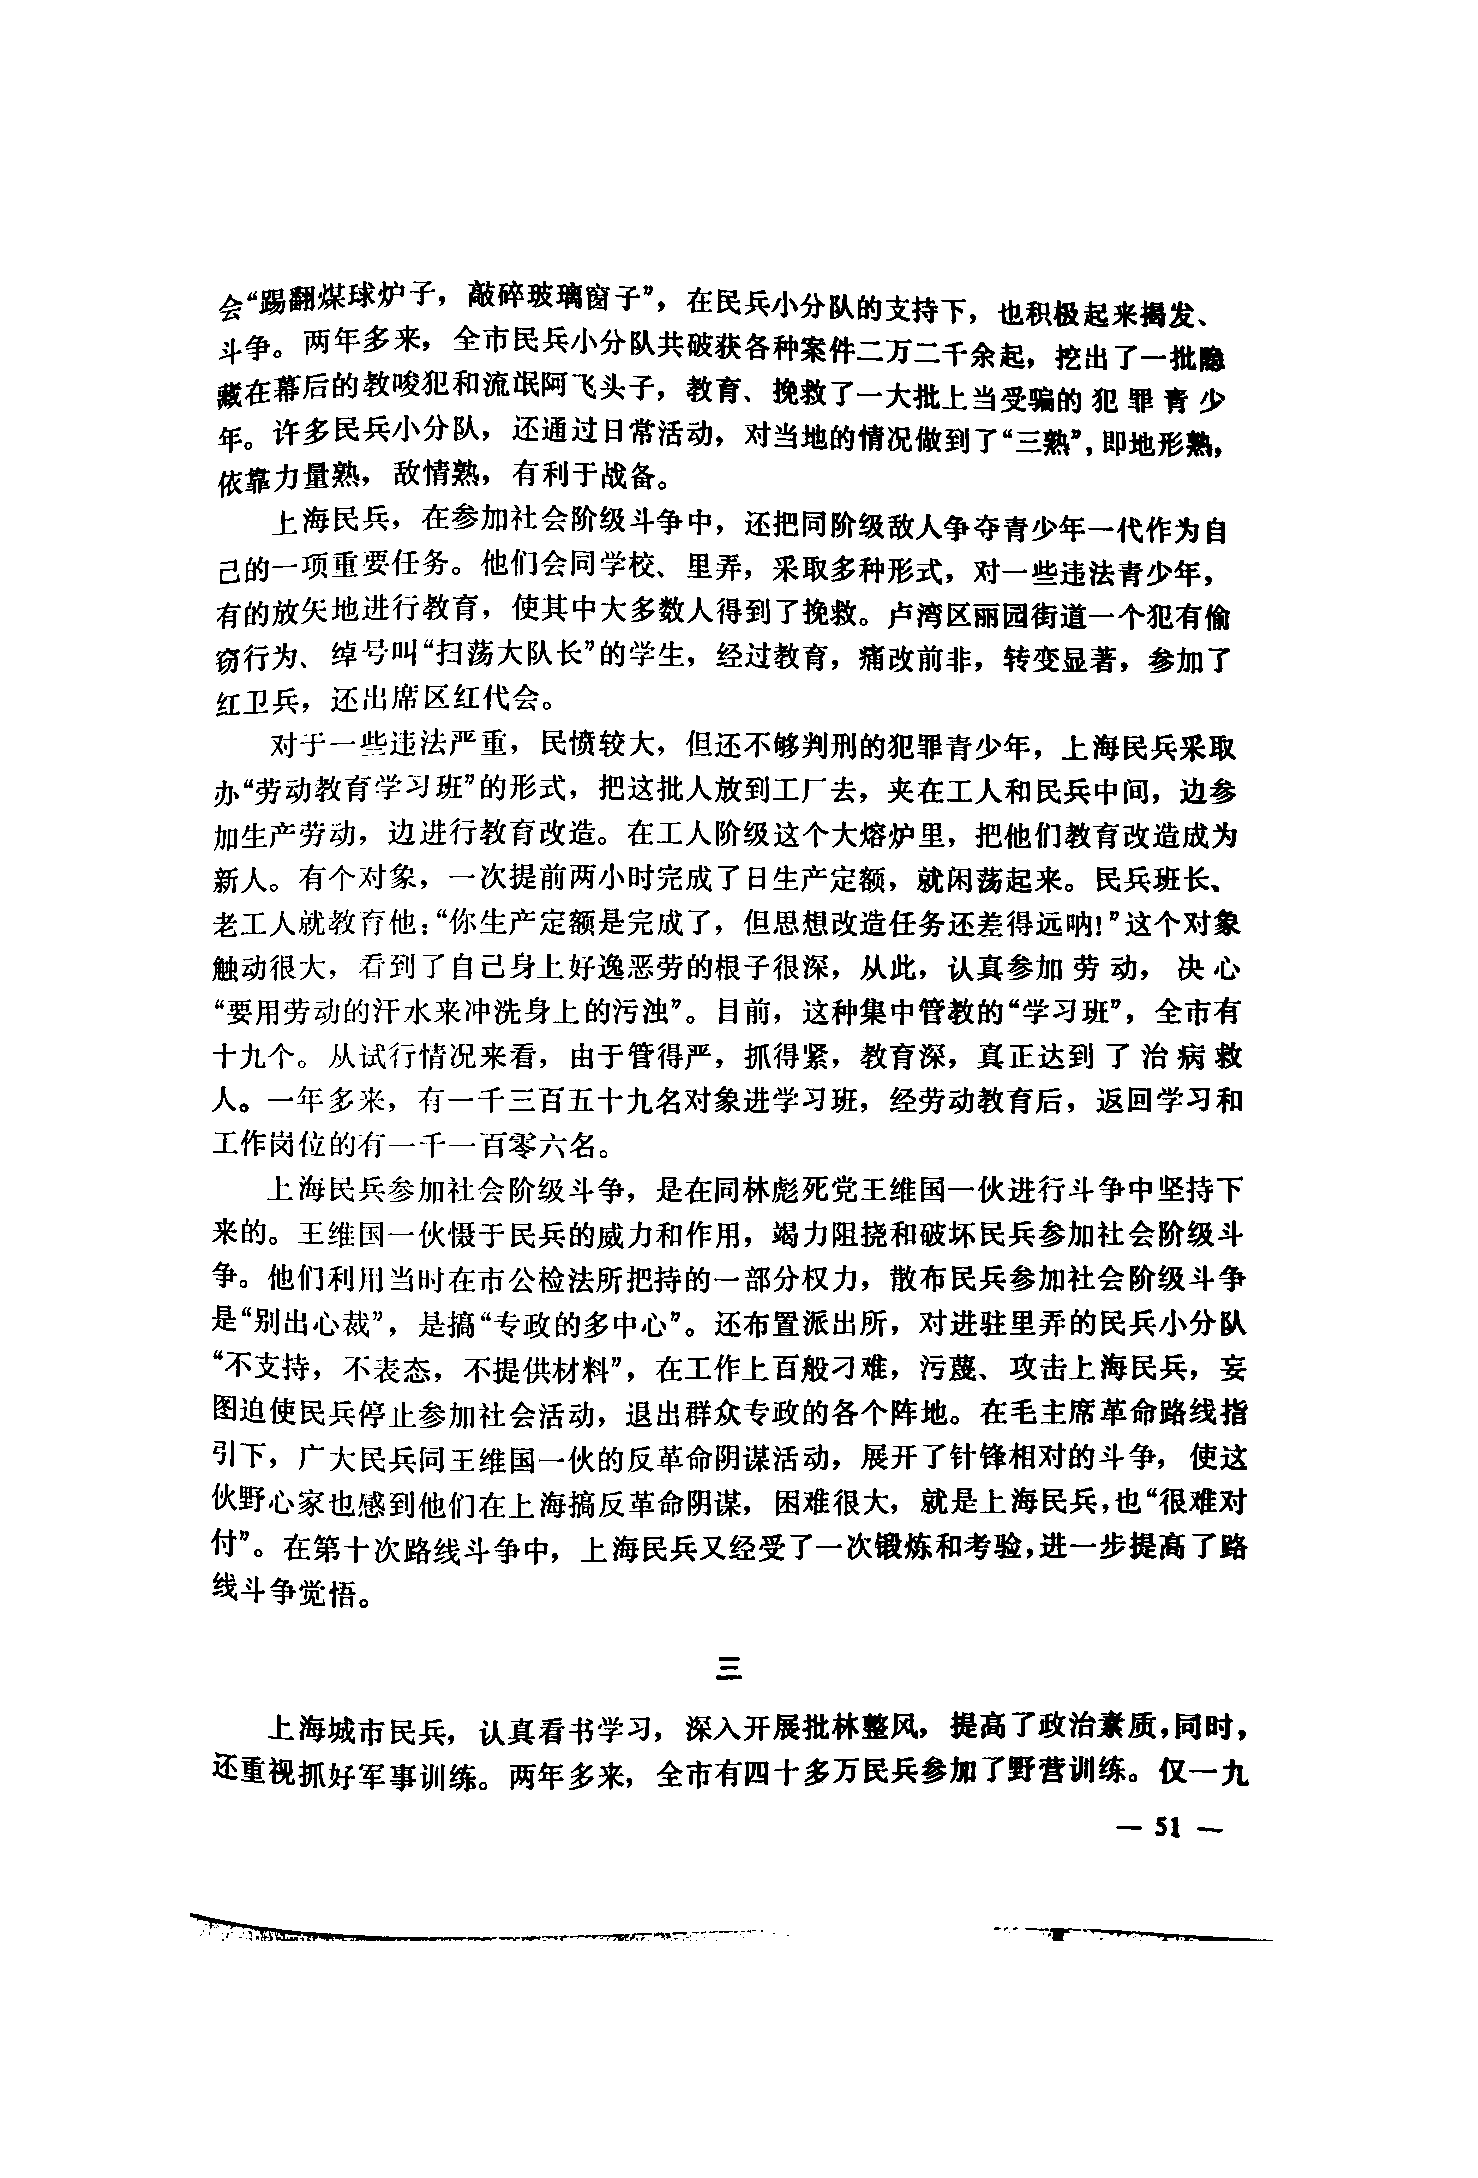 会“踢翻煤球炉子，敲碎玻璃窗子”，在民兵小分队的支持下，也积极起来揭发、
斗争。两年多来，全市民兵小分队共破获各种案件二万二千余起，挖出了一批隐
藏在幕后的教唆犯和流氓阿飞头子，教育、挽救了一大批上当受骗的犯罪青少
年。许多民兵小分队，还通过日常活动，对当地的情况做到了“三熟”，即地形熟，
依靠力量熟，敌情熟，有利于战备。
上海民兵，在参加社会阶级斗争中，还把同阶级敌人争夺青少年一代作为自
己的一项重要任务。他们会同学校、里弄，采取多种形式，对一些违法青少年，
有的放矢地进行教育，使其中大多数人得到了挽救。卢湾区丽园街道一个犯有偷
窃行为、绰号叫“扫荡大队长”的学生，经过教育，痛改前非，转变显著，参加了
红卫兵，还出席区红代会。
对于一些违法严重，民愤较大，但还不够判刑的犯罪青少年，上海民兵采取
办“劳动教育学习班”的形式，把这批人放到工厂去，夹在工人和民兵中间，边参
加生产劳动，边进行教育改造。在工人阶级这个大熔炉里，把他们教育改造成为
新人。有个对象，一次提前两小时完成了日生产定额，就闲荡起来。民兵班长、
老工人就教育他：“你生产定额是完成了，但思想改造任务还差得远呐！”这个对象
触动很大，看到了自己身上好逸恶劳的根子很深，从此，认真参加劳动，决心
“要用劳动的汗水来冲洗身上的污浊”。目前，这种集中管教的“学习班”，全市有
十九个。从试行情况来看，由于管得严，抓得紧，教育深，真正达到了治病救
人。一年多来，有一千三百五十九名对象进学习班，经劳动教育后，返回学习和
工作岗位的有一千一百零六名。
上海民兵参加社会阶级斗争，是在同林彪死党王维国一伙进行斗争中坚持下
来的。王维国一伙慑于民兵的威力和作用，竭力阻挠和破坏民兵参加社会阶级斗
争。他们利用当时在市公检法所把持的一部分权力，散布民兵参加社会阶级斗争
是“别出心裁”，是搞“专政的多中心”。还布置派出所，对进驻里弄的民兵小分队
“不支持，不表态，不提供材料”，在工作上百般刁难，污蔑、攻击上海民兵，妄
图迫使民兵停止参加社会活动，退出群众专政的各个阵地。在毛主席革命路线指
引下，广大民兵同王维国一伙的反革命阴谋活动，展开了针锋相对的斗争，使这
伙野心家也感到他们在上海搞反革命阴谋，困难很大，就是上海民兵，也“很难对
付”。在第十次路线斗争中，上海民兵又经受了一次锻炼和考验，进一步提高了路
线斗争觉悟。
三
上海城市民兵，认真看书学习，深入开展批林整风，提高了政治素质，同时，
还重视抓好军事训练。两年多来，全市有四十多万民兵参加了野营训练。仅一九
— 51 —